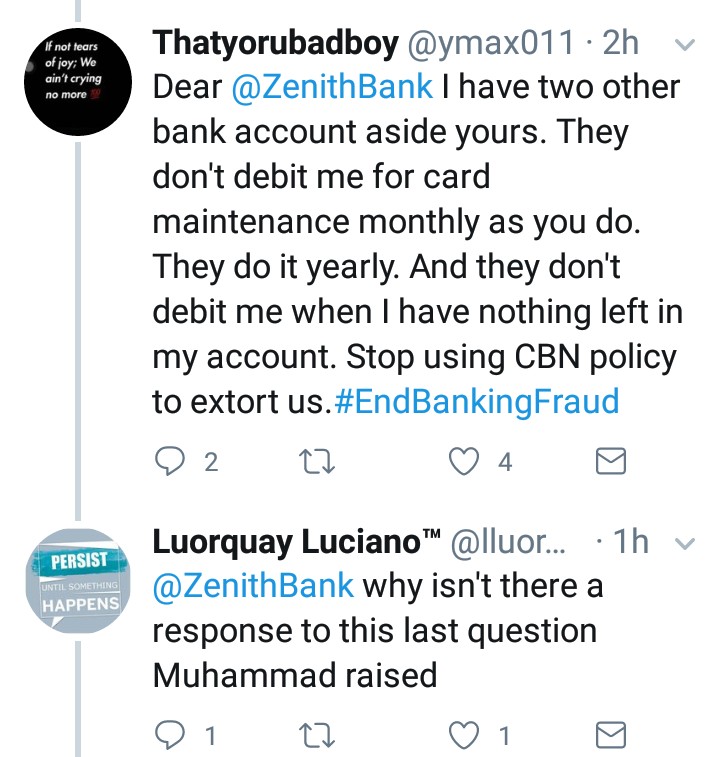 If not tears
of joy; We
ain't crying
no more 💯
Thatyorubadboy @ymax011 · 2h
Dear @ZenithBank I have two other
bank account aside yours. They
don't debit me for card
maintenance monthly as you do.
They do it yearly. And they don't
debit me when I have nothing left in
my account. Stop using CBN policy
to extort us.#EndBankingFraud
2 4
PERSIST
UNTIL SOMETHING
HAPPENS
Luorquay Luciano™ @lluor... · 1h
@ZenithBank why isn't there a
response to this last question
Muhammad raised
1 1